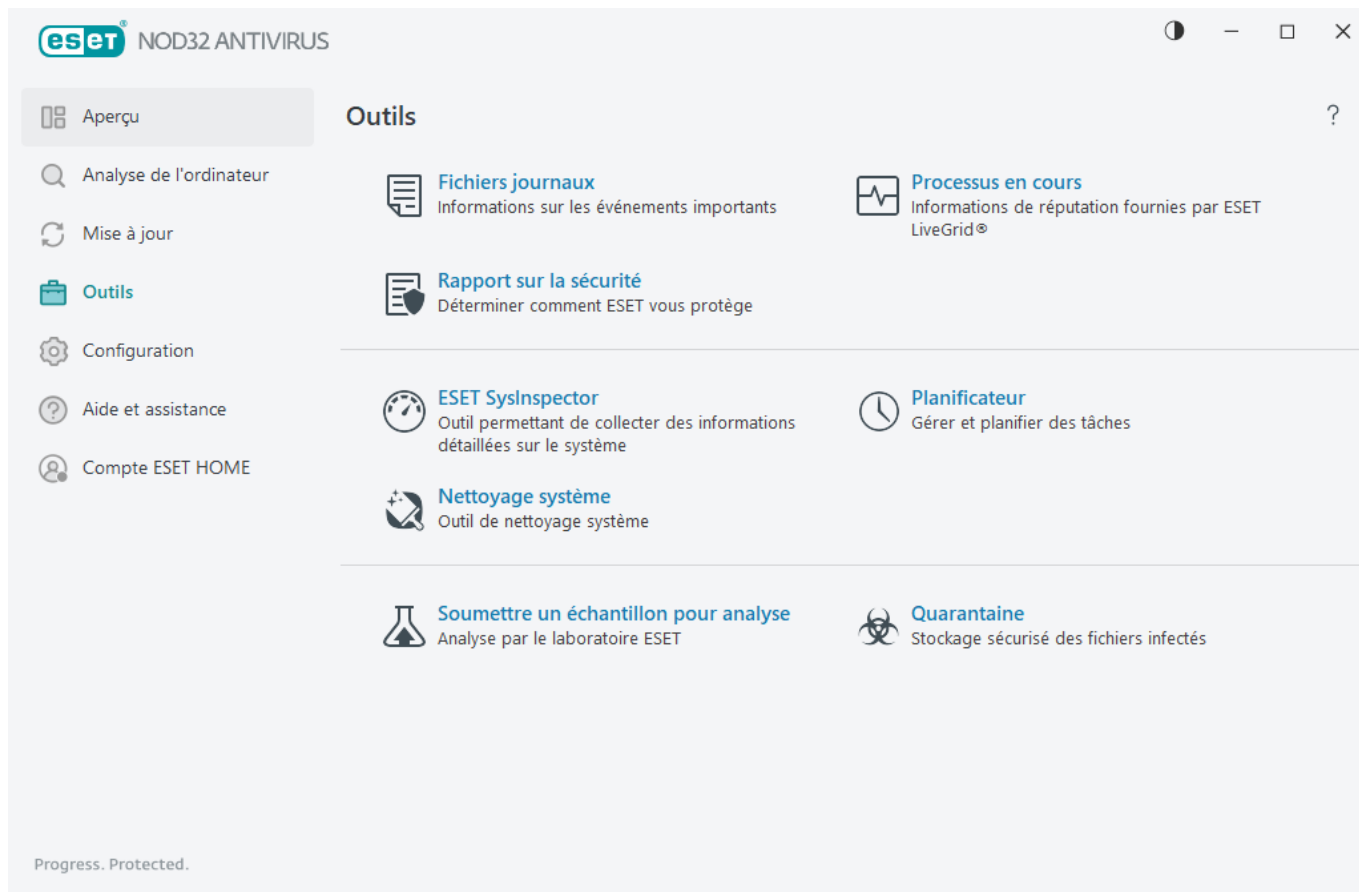 eset® NOD32 ANTIVIRUS
Aperçu
Analyse de l'ordinateur
Mise à jour
Outils
Configuration
Aide et assistance
Compte ESET HOME
Outils
?
Fichiers journaux
Informations sur les événements importants
Processus en cours
Informations de réputation fournies par ESET
LiveGrid®
Rapport sur la sécurité
Déterminer comment ESET vous protège
ESET SysInspector
Outil permettant de collecter des informations
détaillées sur le système
Planificateur
Gérer et planifier des tâches
Nettoyage système
Outil de nettoyage système
Soumettre un échantillon pour analyse
Analyse par le laboratoire ESET
Quarantaine
Stockage sécurisé des fichiers infectés
Progress. Protected.